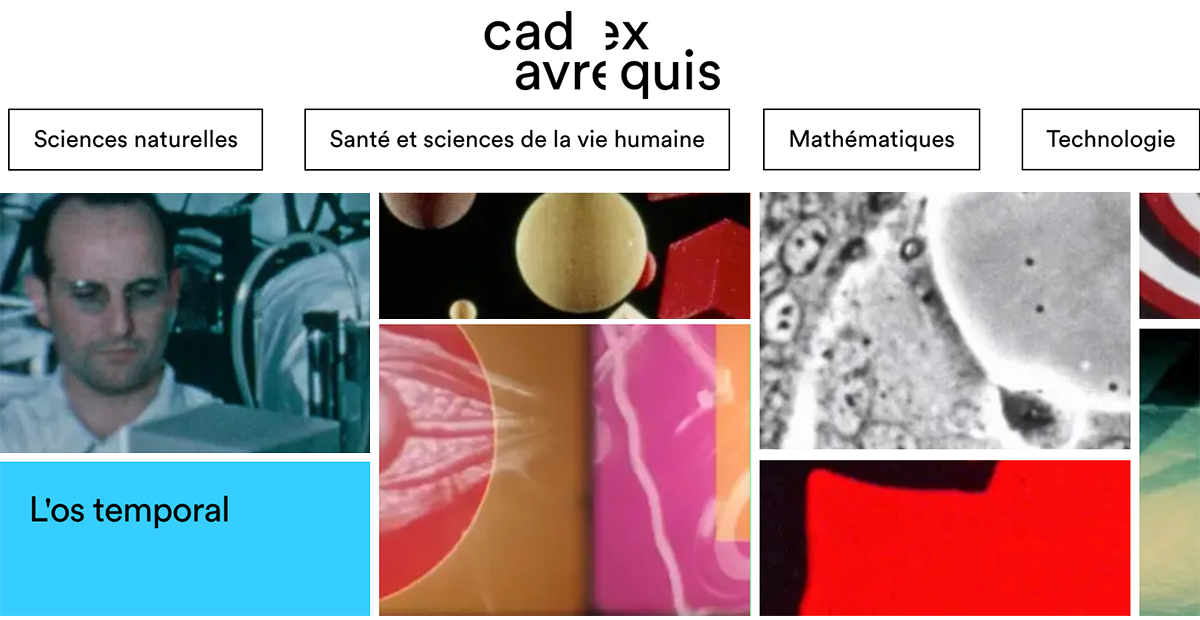 cad ex
avre quis
Sciences naturelles
Santé et sciences de la vie humaine
Mathématiques
Technologie
L'os temporal